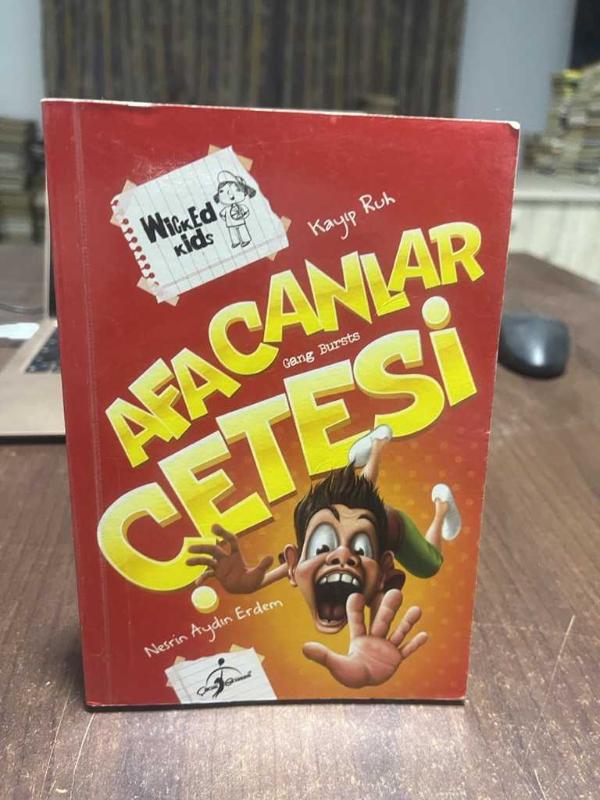 WickEd
kids
Kayıp Ruh
AFACANLAR
Gang Bursts
ÇETESİ
Nesrin Aydın Erdem